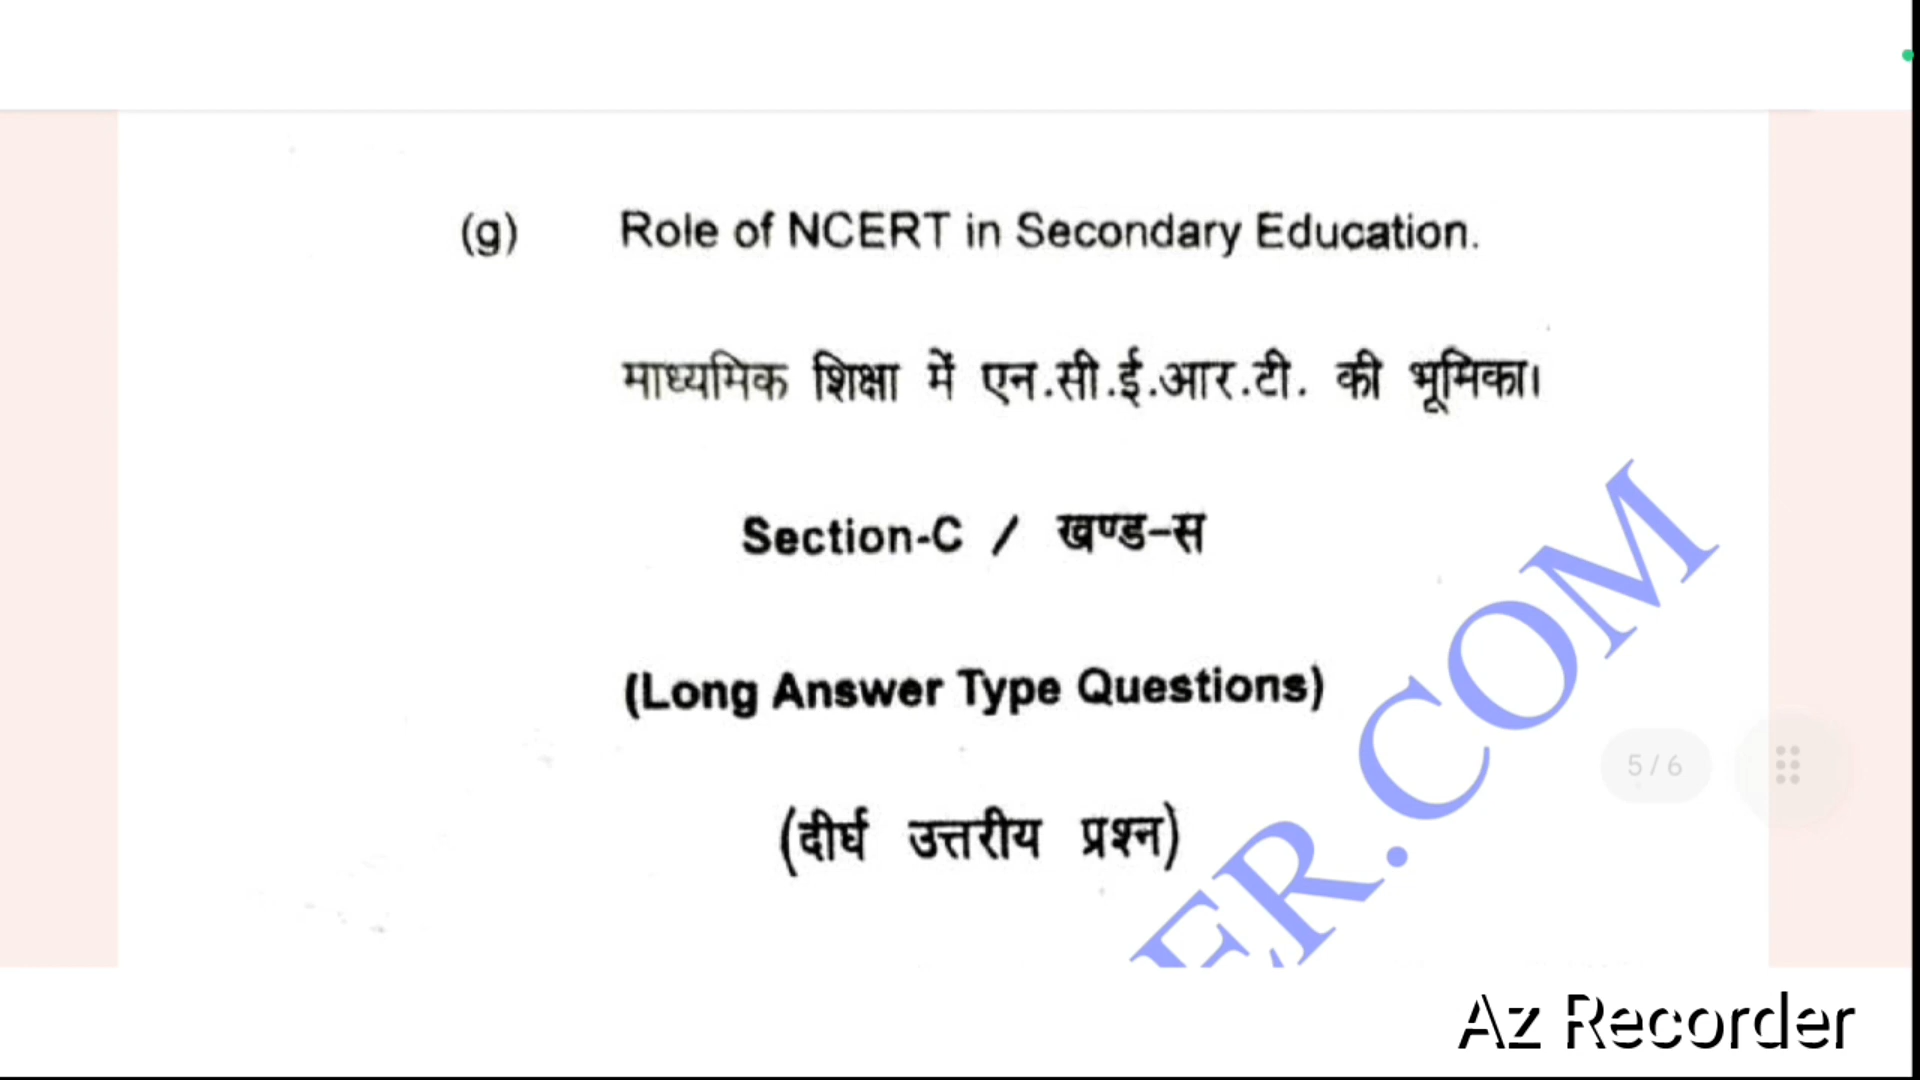 (g) Role of NCERT in Secondary Education.
माध्यमिक शिक्षा में एन.सी.ई.आर.टी. की भूमिका।
Section-C / खण्ड-स
(Long Answer Type Questions)
(दीर्घ उत्तरीय प्रश्न)
ER.COM
5/6
Az Recorder